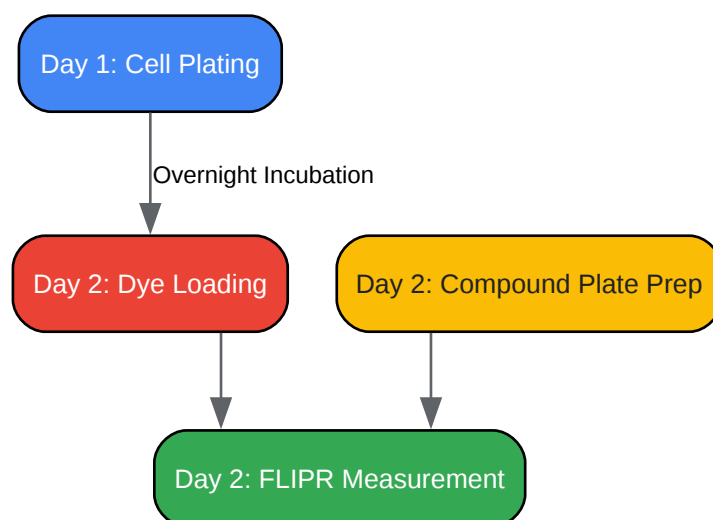 Day 1: Cell Plating
Overnight Incubation
Day 2: Dye Loading
Day 2: Compound Plate Prep
Day 2: FLIPR Measurement